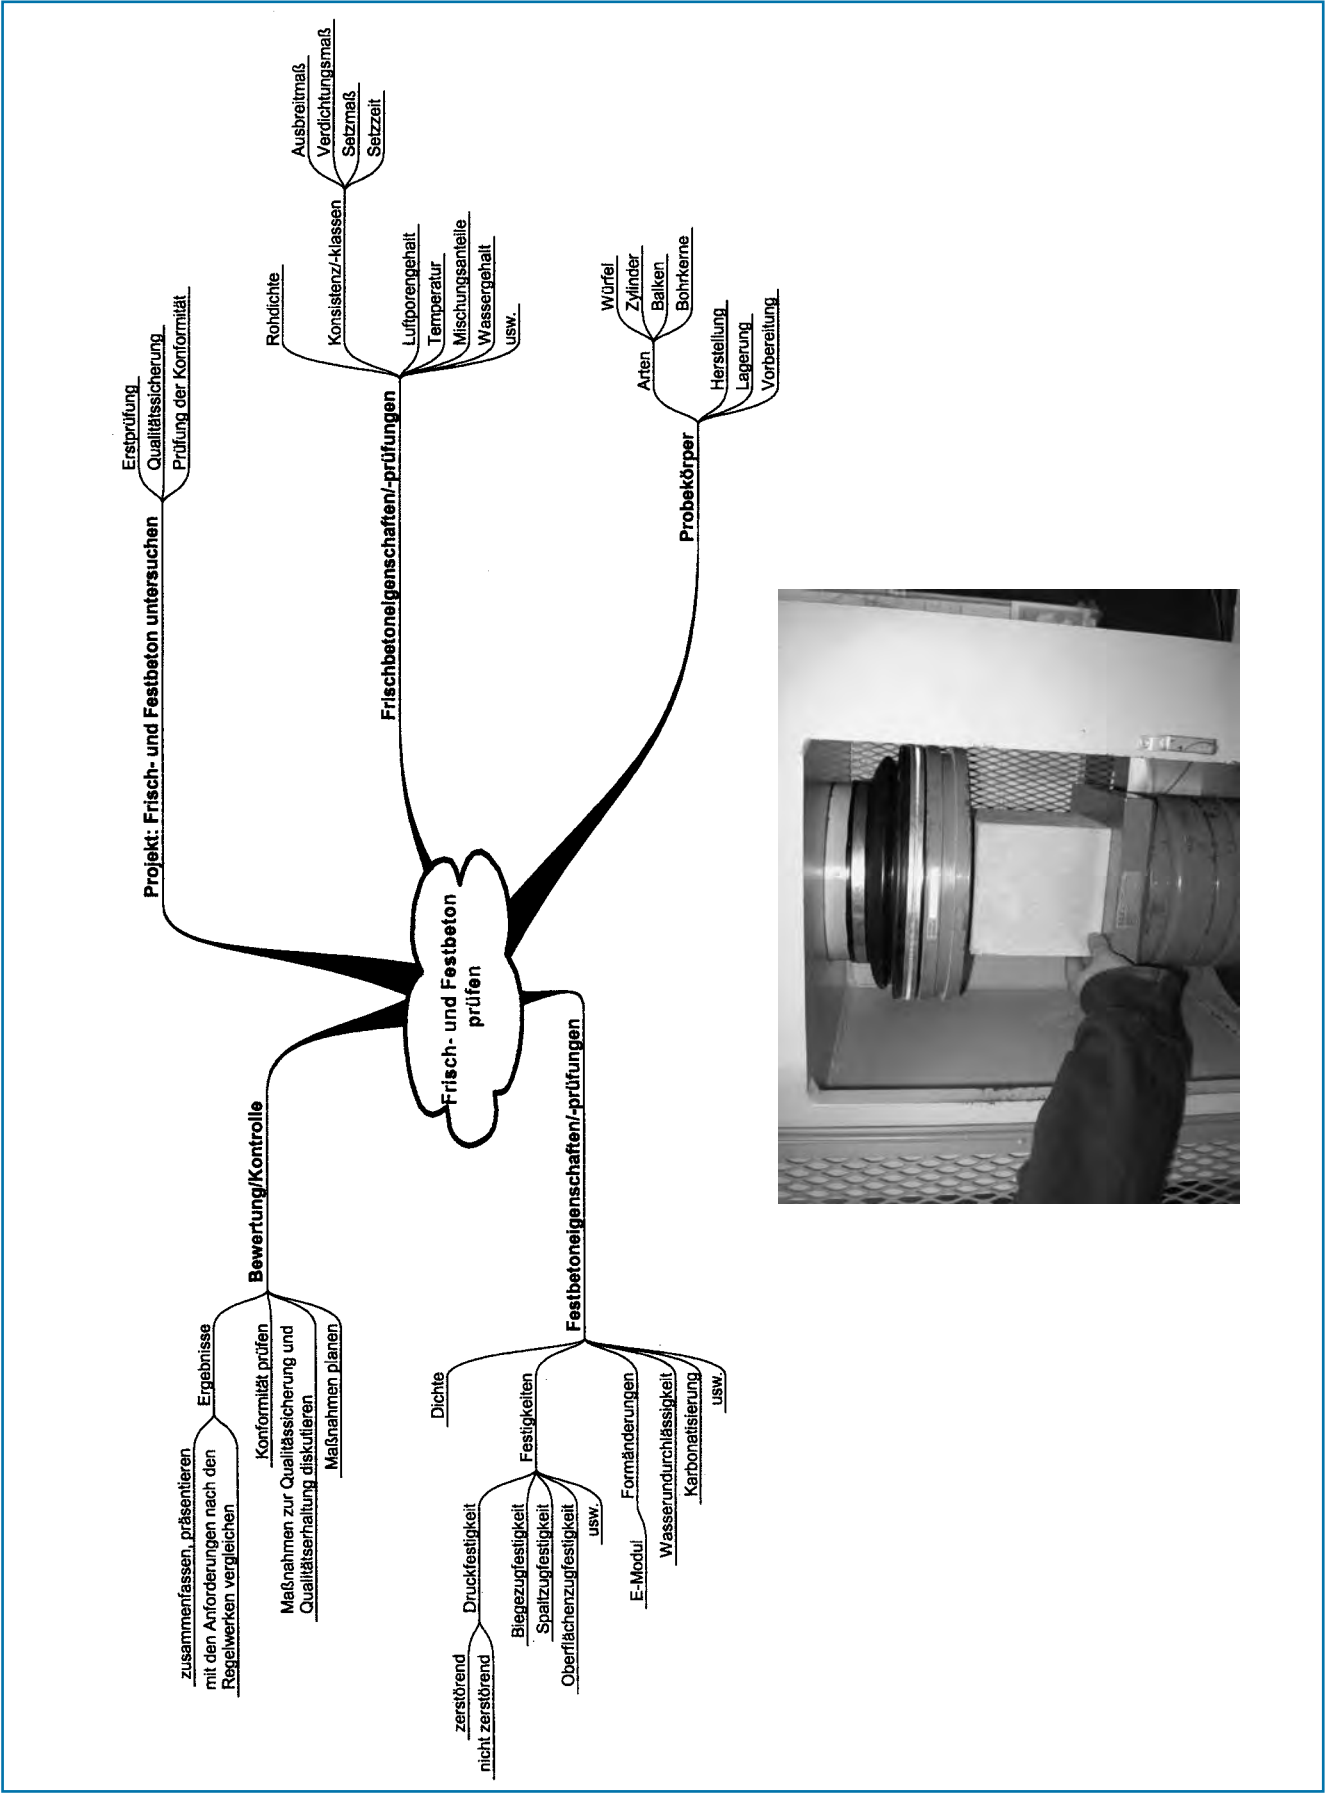 Frisch- und Festbeton
prüfen
Projekt: Frisch- und Festbeton untersuchen
Erstprüfung
Qualitätssicherung
Prüfung der Konformität
Frischbetoneigenschaften/-prüfungen
Rohdichte
Konsistenz/-klassen
Ausbreitmaß
Verdichtungsmaß
Setzmaß
Setzzeit
Luftporengehalt
Temperatur
Mischungsanteile
Wassergehalt
usw.
Probekörper
Arten
Würfel
Zylinder
Balken
Bohrkerne
Herstellung
Lagerung
Vorbereitung
Festbetoneigenschaften/-prüfungen
Dichte
Festigkeiten
Druckfestigkeit
zerstörend
nicht zerstörend
Biegezugfestigkeit
Spaltzugfestigkeit
Oberflächenzugfestigkeit
usw.
Formänderungen
E-Modul
Wasserundurchlässigkeit
Karbonatisierung
usw.
Bewertung/Kontrolle
Ergebnisse
zusammenfassen, präsentieren
mit den Anforderungen nach den
Regelwerken vergleichen
Konformität prüfen
Maßnahmen zur Qualitässicherung und
Qualitätserhaltung diskutieren
Maßnahmen planen